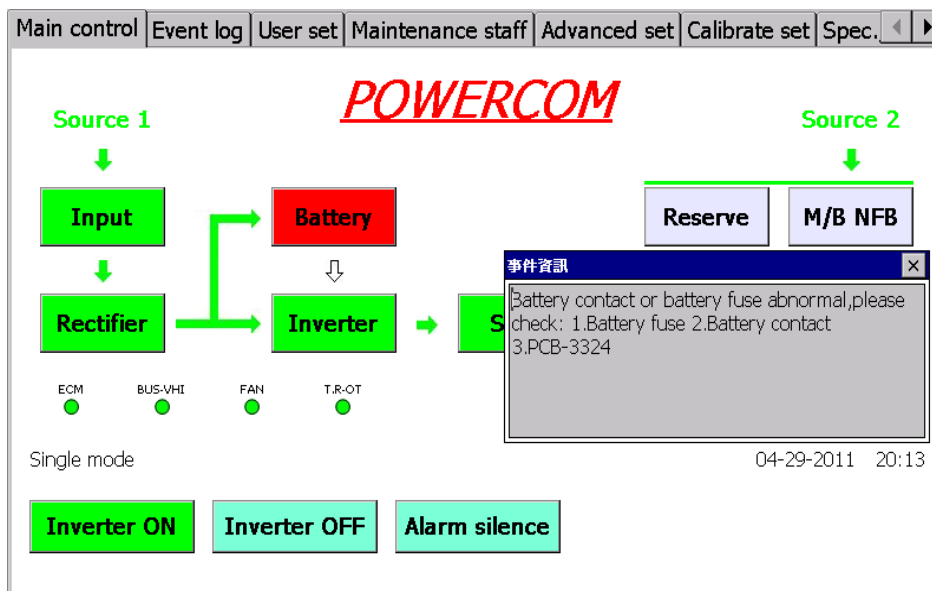 Main control Event log User set Maintenance staff Advanced set Calibrate set Spec.
POWERCOM
Source 1
Source 2
Input
Battery
Reserve
M/B NFB
事件資訊
Battery contact or battery fuse abnormal,please
check: 1.Battery fuse 2.Battery contact
3.PCB-3324
Rectifier
Inverter
S
ECM
BUS-VHI
FAN
T.R-OT
Single mode
04-29-2011 20:13
Inverter ON
Inverter OFF
Alarm silence